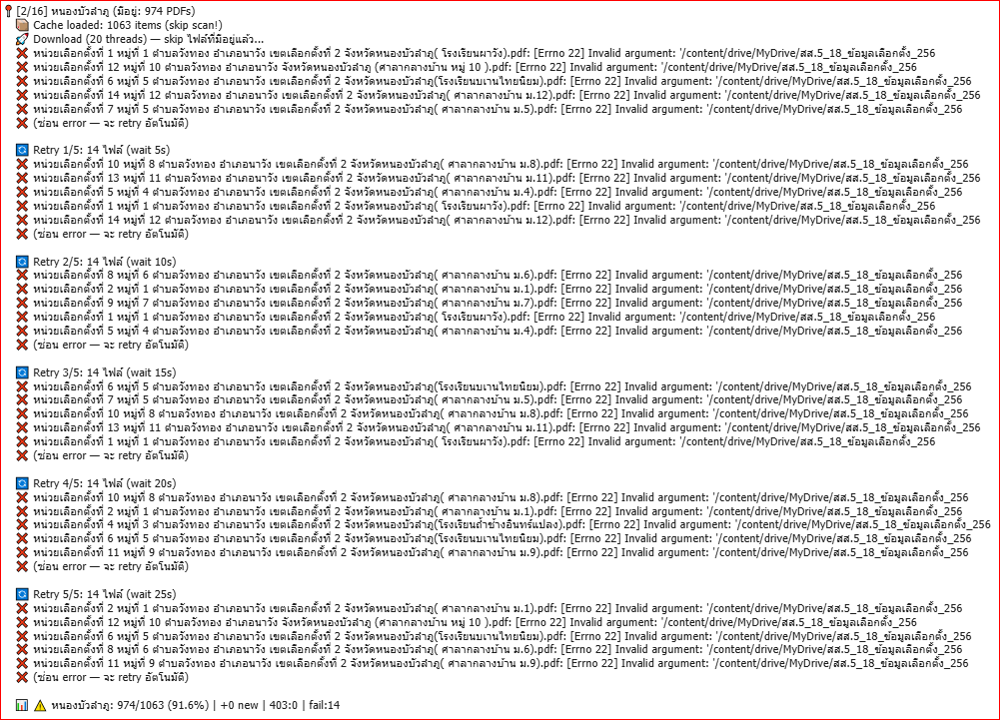 [2/16] หนองบัวลำภู (มีอยู่: 974 PDFs)
Cache loaded: 1063 items (skip scan!)
Download (20 threads) — skip ไฟล์ที่มีอยู่แล้ว...
หน่วยเลือกตั้งที่ 1 หมู่ที่ 1 ตำบลวังทอง อำเภอนาวัง เขตเลือกตั้งที่ 2 จังหวัดหนองบัวลำภู( โรงเรียนผาวัง).pdf: [Errno 22] Invalid argument: '/content/drive/MyDrive/สส.5_18_ข้อมูลเลือกตั้ง_256
หน่วยเลือกตั้งที่ 12 หมู่ที่ 10 ตำบลวังทอง อำเภอนาวัง จังหวัดหนองบัวลำภู (ศาลากลางบ้าน หมู่ 10 ).pdf: [Errno 22] Invalid argument: '/content/drive/MyDrive/สส.5_18_ข้อมูลเลือกตั้ง_256
หน่วยเลือกตั้งที่ 6 หมู่ที่ 5 ตำบลวังทอง อำเภอนาวัง เขตเลือกตั้งที่ 2 จังหวัดหนองบัวลำภู(โรงเรียนบเานไทยนิยม).pdf: [Errno 22] Invalid argument: '/content/drive/MyDrive/สส.5_18_ข้อมูลเลือกตั้ง_256
หน่วยเลือกตั้งที่ 14 หมู่ที่ 12 ตำบลวังทอง อำเภอนาวัง เขตเลือกตั้งที่ 2 จังหวัดหนองบัวลำภู( ศาลากลางบ้าน ม.12).pdf: [Errno 22] Invalid argument: '/content/drive/MyDrive/สส.5_18_ข้อมูลเลือกตั้ง_256
หน่วยเลือกตั้งที่ 7 หมู่ที่ 5 ตำบลวังทอง อำเภอนาวัง เขตเลือกตั้งที่ 2 จังหวัดหนองบัวลำภู( ศาลากลางบ้าน ม.5).pdf: [Errno 22] Invalid argument: '/content/drive/MyDrive/สส.5_18_ข้อมูลเลือกตั้ง_256
(ซ่อน error — จะ retry อัตโนมัติ)
Retry 1/5: 14 ไฟล์ (wait 5s)
หน่วยเลือกตั้งที่ 10 หมู่ที่ 8 ตำบลวังทอง อำเภอนาวัง เขตเลือกตั้งที่ 2 จังหวัดหนองบัวลำภู( ศาลากลางบ้าน ม.8).pdf: [Errno 22] Invalid argument: '/content/drive/MyDrive/สส.5_18_ข้อมูลเลือกตั้ง_256
หน่วยเลือกตั้งที่ 13 หมู่ที่ 11 ตำบลวังทอง อำเภอนาวัง เขตเลือกตั้งที่ 2 จังหวัดหนองบัวลำภู( ศาลากลางบ้าน ม.11).pdf: [Errno 22] Invalid argument: '/content/drive/MyDrive/สส.5_18_ข้อมูลเลือกตั้ง_256
หน่วยเลือกตั้งที่ 5 หมู่ที่ 4 ตำบลวังทอง อำเภอนาวัง เขตเลือกตั้งที่ 2 จังหวัดหนองบัวลำภู( ศาลากลางบ้าน ม.4).pdf: [Errno 22] Invalid argument: '/content/drive/MyDrive/สส.5_18_ข้อมูลเลือกตั้ง_256
หน่วยเลือกตั้งที่ 1 หมู่ที่ 1 ตำบลวังทอง อำเภอนาวัง เขตเลือกตั้งที่ 2 จังหวัดหนองบัวลำภู( โรงเรียนผาวัง).pdf: [Errno 22] Invalid argument: '/content/drive/MyDrive/สส.5_18_ข้อมูลเลือกตั้ง_256
หน่วยเลือกตั้งที่ 14 หมู่ที่ 12 ตำบลวังทอง อำเภอนาวัง เขตเลือกตั้งที่ 2 จังหวัดหนองบัวลำภู( ศาลากลางบ้าน ม.12).pdf: [Errno 22] Invalid argument: '/content/drive/MyDrive/สส.5_18_ข้อมูลเลือกตั้ง_256
(ซ่อน error — จะ retry อัตโนมัติ)
Retry 2/5: 14 ไฟล์ (wait 10s)
หน่วยเลือกตั้งที่ 8 หมู่ที่ 6 ตำบลวังทอง อำเภอนาวัง เขตเลือกตั้งที่ 2 จังหวัดหนองบัวลำภู( ศาลากลางบ้าน ม.6).pdf: [Errno 22] Invalid argument: '/content/drive/MyDrive/สส.5_18_ข้อมูลเลือกตั้ง_256
หน่วยเลือกตั้งที่ 2 หมู่ที่ 1 ตำบลวังทอง อำเภอนาวัง เขตเลือกตั้งที่ 2 จังหวัดหนองบัวลำภู( ศาลากลางบ้าน ม.1).pdf: [Errno 22] Invalid argument: '/content/drive/MyDrive/สส.5_18_ข้อมูลเลือกตั้ง_256
หน่วยเลือกตั้งที่ 9 หมู่ที่ 7 ตำบลวังทอง อำเภอนาวัง เขตเลือกตั้งที่ 2 จังหวัดหนองบัวลำภู( ศาลากลางบ้าน ม.7).pdf: [Errno 22] Invalid argument: '/content/drive/MyDrive/สส.5_18_ข้อมูลเลือกตั้ง_256
หน่วยเลือกตั้งที่ 1 หมู่ที่ 1 ตำบลวังทอง อำเภอนาวัง เขตเลือกตั้งที่ 2 จังหวัดหนองบัวลำภู( โรงเรียนผาวัง).pdf: [Errno 22] Invalid argument: '/content/drive/MyDrive/สส.5_18_ข้อมูลเลือกตั้ง_256
หน่วยเลือกตั้งที่ 5 หมู่ที่ 4 ตำบลวังทอง อำเภอนาวัง เขตเลือกตั้งที่ 2 จังหวัดหนองบัวลำภู( ศาลากลางบ้าน ม.4).pdf: [Errno 22] Invalid argument: '/content/drive/MyDrive/สส.5_18_ข้อมูลเลือกตั้ง_256
(ซ่อน error — จะ retry อัตโนมัติ)
Retry 3/5: 14 ไฟล์ (wait 15s)
หน่วยเลือกตั้งที่ 6 หมู่ที่ 5 ตำบลวังทอง อำเภอนาวัง เขตเลือกตั้งที่ 2 จังหวัดหนองบัวลำภู(โรงเรียนบเานไทยนิยม).pdf: [Errno 22] Invalid argument: '/content/drive/MyDrive/สส.5_18_ข้อมูลเลือกตั้ง_256
หน่วยเลือกตั้งที่ 7 หมู่ที่ 5 ตำบลวังทอง อำเภอนาวัง เขตเลือกตั้งที่ 2 จังหวัดหนองบัวลำภู( ศาลากลางบ้าน ม.5).pdf: [Errno 22] Invalid argument: '/content/drive/MyDrive/สส.5_18_ข้อมูลเลือกตั้ง_256
หน่วยเลือกตั้งที่ 10 หมู่ที่ 8 ตำบลวังทอง อำเภอนาวัง เขตเลือกตั้งที่ 2 จังหวัดหนองบัวลำภู( ศาลากลางบ้าน ม.8).pdf: [Errno 22] Invalid argument: '/content/drive/MyDrive/สส.5_18_ข้อมูลเลือกตั้ง_256
หน่วยเลือกตั้งที่ 13 หมู่ที่ 11 ตำบลวังทอง อำเภอนาวัง เขตเลือกตั้งที่ 2 จังหวัดหนองบัวลำภู( ศาลากลางบ้าน ม.11).pdf: [Errno 22] Invalid argument: '/content/drive/MyDrive/สส.5_18_ข้อมูลเลือกตั้ง_256
หน่วยเลือกตั้งที่ 1 หมู่ที่ 1 ตำบลวังทอง อำเภอนาวัง เขตเลือกตั้งที่ 2 จังหวัดหนองบัวลำภู( โรงเรียนผาวัง).pdf: [Errno 22] Invalid argument: '/content/drive/MyDrive/สส.5_18_ข้อมูลเลือกตั้ง_256
(ซ่อน error — จะ retry อัตโนมัติ)
Retry 4/5: 14 ไฟล์ (wait 20s)
หน่วยเลือกตั้งที่ 10 หมู่ที่ 8 ตำบลวังทอง อำเภอนาวัง เขตเลือกตั้งที่ 2 จังหวัดหนองบัวลำภู( ศาลากลางบ้าน ม.8).pdf: [Errno 22] Invalid argument: '/content/drive/MyDrive/สส.5_18_ข้อมูลเลือกตั้ง_256
หน่วยเลือกตั้งที่ 2 หมู่ที่ 1 ตำบลวังทอง อำเภอนาวัง เขตเลือกตั้งที่ 2 จังหวัดหนองบัวลำภู( ศาลากลางบ้าน ม.1).pdf: [Errno 22] Invalid argument: '/content/drive/MyDrive/สส.5_18_ข้อมูลเลือกตั้ง_256
หน่วยเลือกตั้งที่ 4 หมู่ที่ 3 ตำบลวังทอง อำเภอนาวัง เขตเลือกตั้งที่ 2 จังหวัดหนองบัวลำภู(โรงเรียนถ้ำช้างอินทร์แปลง).pdf: [Errno 22] Invalid argument: '/content/drive/MyDrive/สส.5_18_ข้อมูลเลือกตั้ง_256
หน่วยเลือกตั้งที่ 6 หมู่ที่ 5 ตำบลวังทอง อำเภอนาวัง เขตเลือกตั้งที่ 2 จังหวัดหนองบัวลำภู(โรงเรียนบเานไทยนิยม).pdf: [Errno 22] Invalid argument: '/content/drive/MyDrive/สส.5_18_ข้อมูลเลือกตั้ง_256
หน่วยเลือกตั้งที่ 11 หมู่ที่ 9 ตำบลวังทอง อำเภอนาวัง เขตเลือกตั้งที่ 2 จังหวัดหนองบัวลำภู( ศาลากลางบ้าน ม.9).pdf: [Errno 22] Invalid argument: '/content/drive/MyDrive/สส.5_18_ข้อมูลเลือกตั้ง_256
(ซ่อน error — จะ retry อัตโนมัติ)
Retry 5/5: 14 ไฟล์ (wait 25s)
หน่วยเลือกตั้งที่ 2 หมู่ที่ 1 ตำบลวังทอง อำเภอนาวัง เขตเลือกตั้งที่ 2 จังหวัดหนองบัวลำภู( ศาลากลางบ้าน ม.1).pdf: [Errno 22] Invalid argument: '/content/drive/MyDrive/สส.5_18_ข้อมูลเลือกตั้ง_256
หน่วยเลือกตั้งที่ 12 หมู่ที่ 10 ตำบลวังทอง อำเภอนาวัง จังหวัดหนองบัวลำภู (ศาลากลางบ้าน หมู่ 10 ).pdf: [Errno 22] Invalid argument: '/content/drive/MyDrive/สส.5_18_ข้อมูลเลือกตั้ง_256
หน่วยเลือกตั้งที่ 6 หมู่ที่ 5 ตำบลวังทอง อำเภอนาวัง เขตเลือกตั้งที่ 2 จังหวัดหนองบัวลำภู(โรงเรียนบเานไทยนิยม).pdf: [Errno 22] Invalid argument: '/content/drive/MyDrive/สส.5_18_ข้อมูลเลือกตั้ง_256
หน่วยเลือกตั้งที่ 8 หมู่ที่ 6 ตำบลวังทอง อำเภอนาวัง เขตเลือกตั้งที่ 2 จังหวัดหนองบัวลำภู( ศาลากลางบ้าน ม.6).pdf: [Errno 22] Invalid argument: '/content/drive/MyDrive/สส.5_18_ข้อมูลเลือกตั้ง_256
หน่วยเลือกตั้งที่ 11 หมู่ที่ 9 ตำบลวังทอง อำเภอนาวัง เขตเลือกตั้งที่ 2 จังหวัดหนองบัวลำภู( ศาลากลางบ้าน ม.9).pdf: [Errno 22] Invalid argument: '/content/drive/MyDrive/สส.5_18_ข้อมูลเลือกตั้ง_256
(ซ่อน error — จะ retry อัตโนมัติ)
หนองบัวลำภู: 974/1063 (91.6%) | +0 new | 403:0 | fail:14